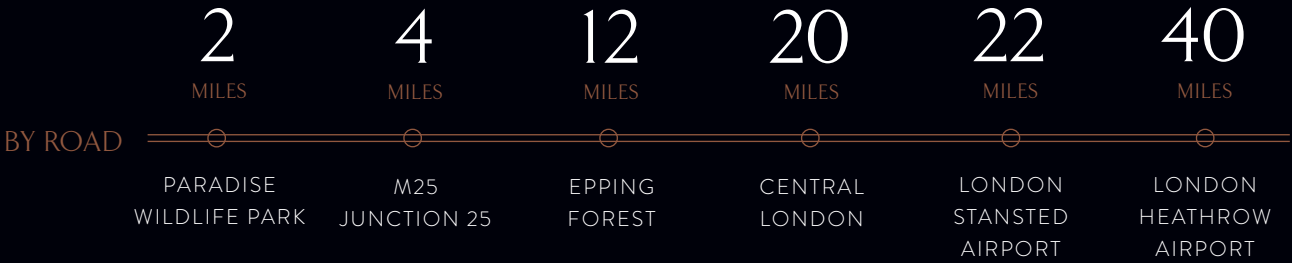 2 4 12 20 22 40
MILES MILES MILES MILES MILES MILES
BY ROAD
PARADISE
WILDLIFE PARK
M25
JUNCTION 25
EPPING
FOREST
CENTRAL
LONDON
LONDON
STANSTED
AIRPORT
LONDON
HEATHROW
AIRPORT